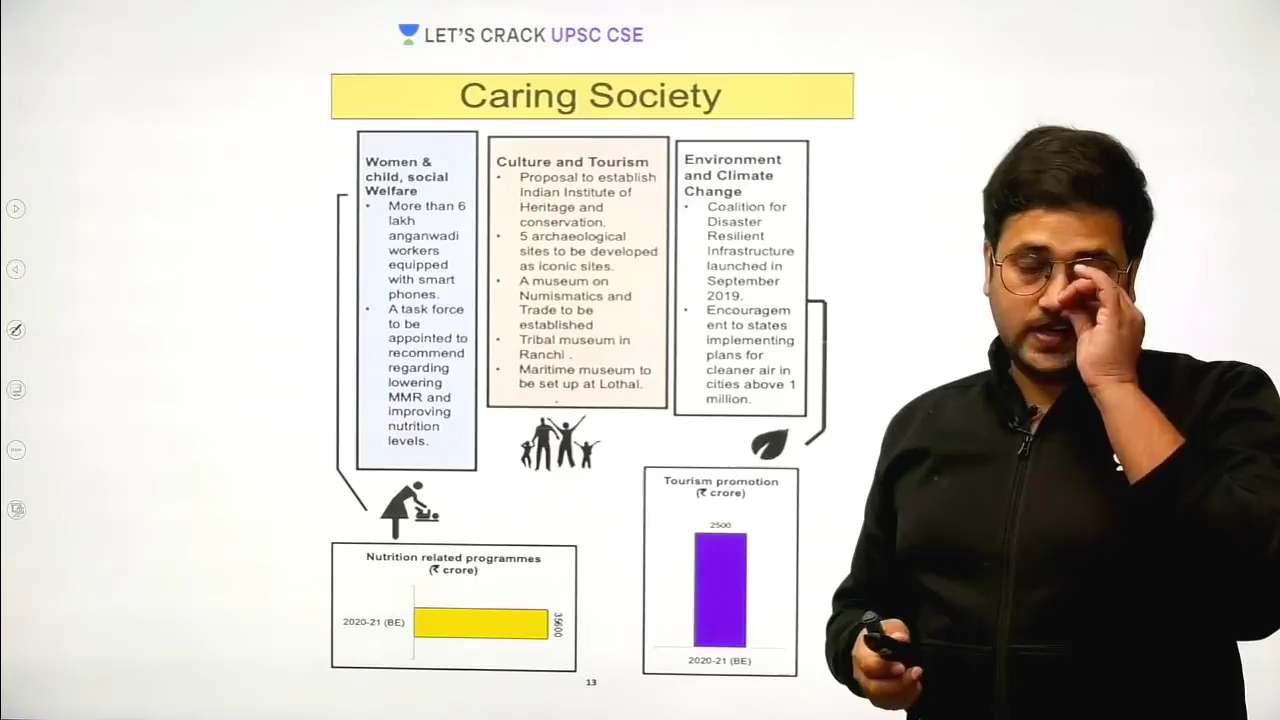 LET'S CRACK UPSC CSE
Caring Society
Women &
child, social
Welfare
• More than 6
lakh
anganwadi
workers
equipped
with smart
phones.
• A task force
to be
appointed to
recommend
regarding
lowering
MMR and
improving
nutrition
levels.
Culture and Tourism
• Proposal to establish
Indian Institute of
Heritage and
conservation.
• 5 archaeological
sites to be developed
as iconic sites.
• A museum on
Numismatics and
Trade to be
established
• Tribal museum in
Ranchi .
• Maritime museum to
be set up at Lothal.
Environment
and Climate
Change
• Coalition for
Disaster
Resilient
Infrastructure
launched in
September
2019.
• Encouragem
ent to states
implementing
plans for
cleaner air in
cities above 1
million.
Nutrition related programmes
(₹ crore)
2020-21 (BE)
35600
Tourism promotion
(₹ crore)
2500
2020-21 (BE)
13